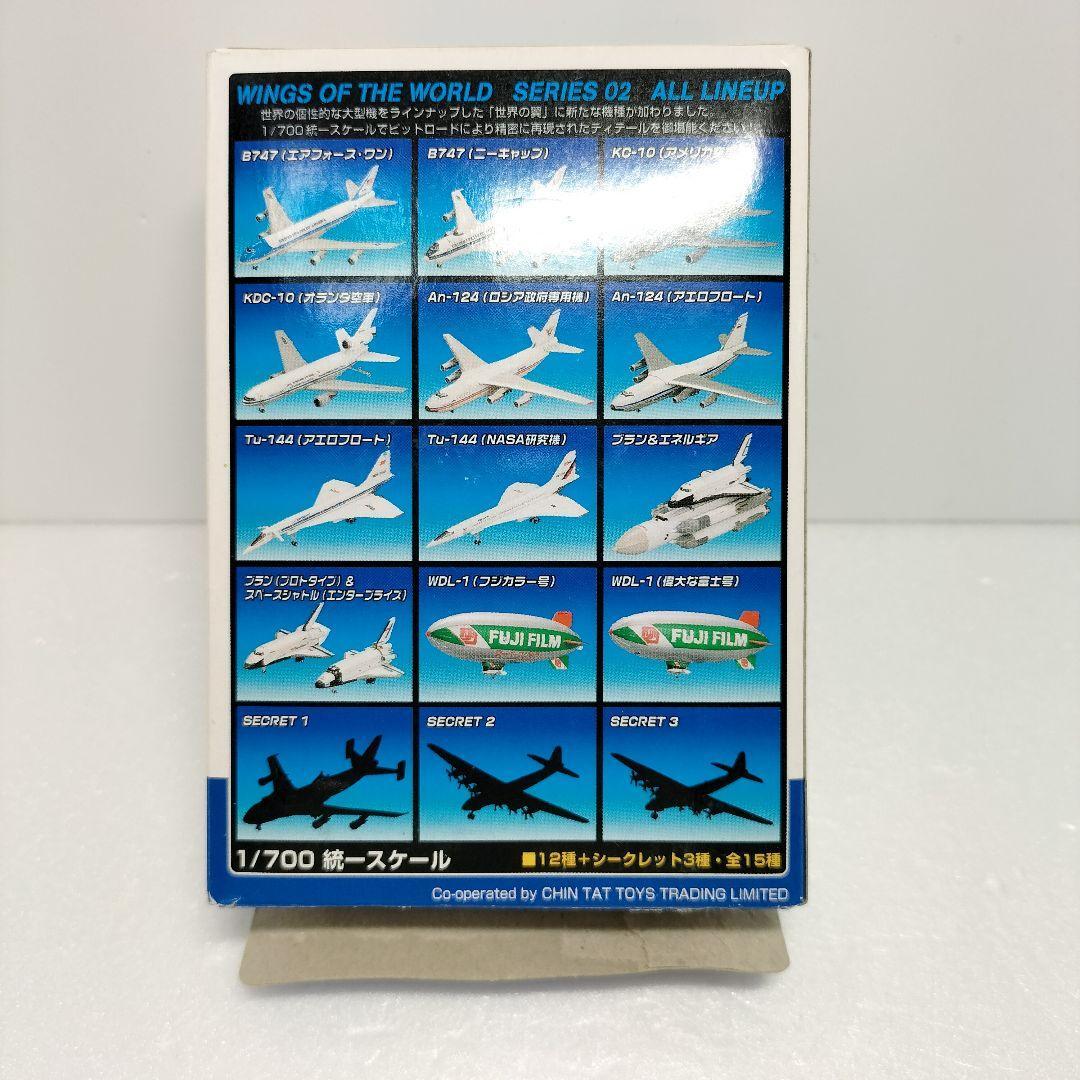 WINGS OF THE WORLD SERIES 02 ALL LINEUP
世界の個性的な大型機をラインナップした「世界の翼」に新たな機種が加わりました。
1/700統一スケールでピットロードにより精密に再現されたディテールを御堪能ください!
B747(エアフォース・ワン)
B747(ニーキャップ)
KC-10(アメリカ空
KDC-10(オランダ空軍)
An-124(ロシア政府専用機)
An-124(アエロフロート)
Tu-144(アエロフロート)
Tu-144(NASA研究機)
ブラン&エネルギア
ブラン(プロトタイプ)&
スペースシャトル(エンタープライズ)
WDL-1(フジカラー号)
WDL-1(偉大な富士号)
FUJI FILM
FUJI FILM
SECRET 1
SECRET 2
SECRET 3
1/700 統一スケール
■12種+シークレット3種・全15種
Co-operated by CHIN TAT TOYS TRADING LIMITED